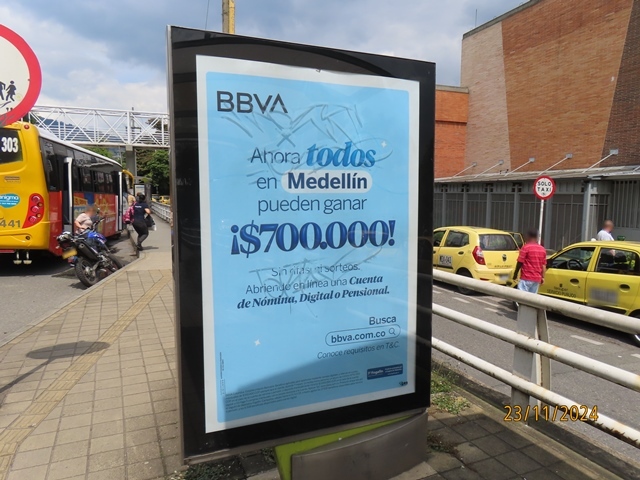 BBVA
Ahora todos
en Medellín
pueden ganar
¡$700.000!
Sin rifas ni sorteos.
Abriendo en línea una Cuenta
de Nómina, Digital o Pensional.
Busca
bbva.com.co
Conoce requisitos en T&C.
303
441
SOLO
TAXI
23/11/2024